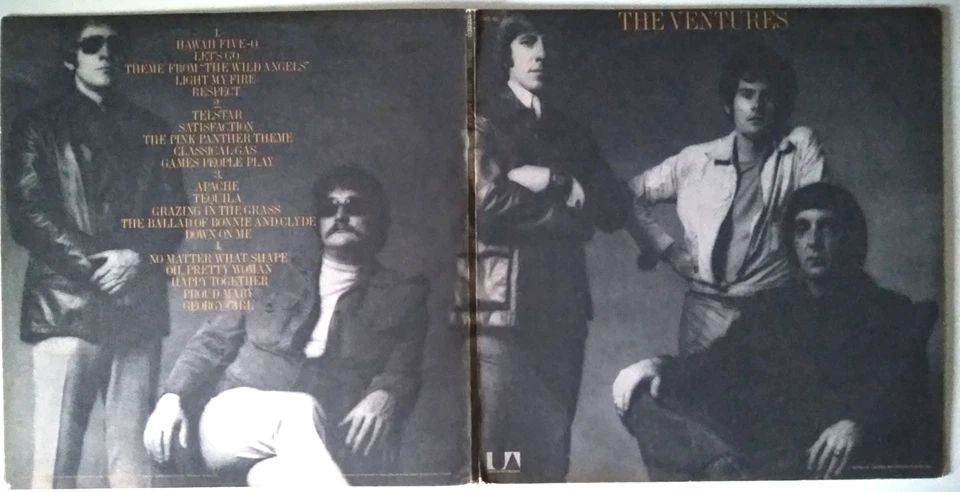 1.
HAWAII FIVE-O
LET'S GO
THEME FROM "THE WILD ANGELS"
LIGHT MY FIRE
RESPECT
2.
TELSTAR
SATISFACTION
THE PINK PANTHER THEME
CLASSICAL GAS
GAMES PEOPLE PLAY
3.
APACHE
TEQUILA
GRAZING IN THE GRASS
THE BALLAD OF BONNIE AND CLYDE
DOWN ON ME
4.
NO MATTER WHAT SHAPE
OH, PRETTY WOMAN
HAPPY TOGETHER
PROUD MARY
GEORGY GIRL
THE VENTURES
UA